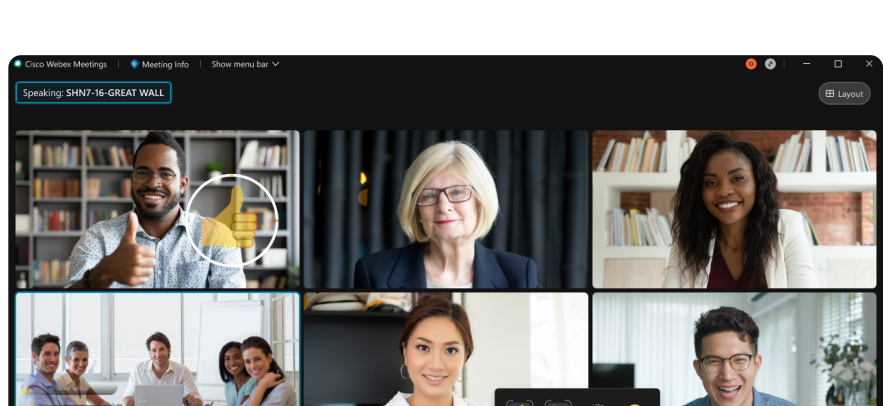 Cisco Webex Meetings
Meeting Info
Show menu bar
Speaking: SHN7-16-GREAT WALL
Layout